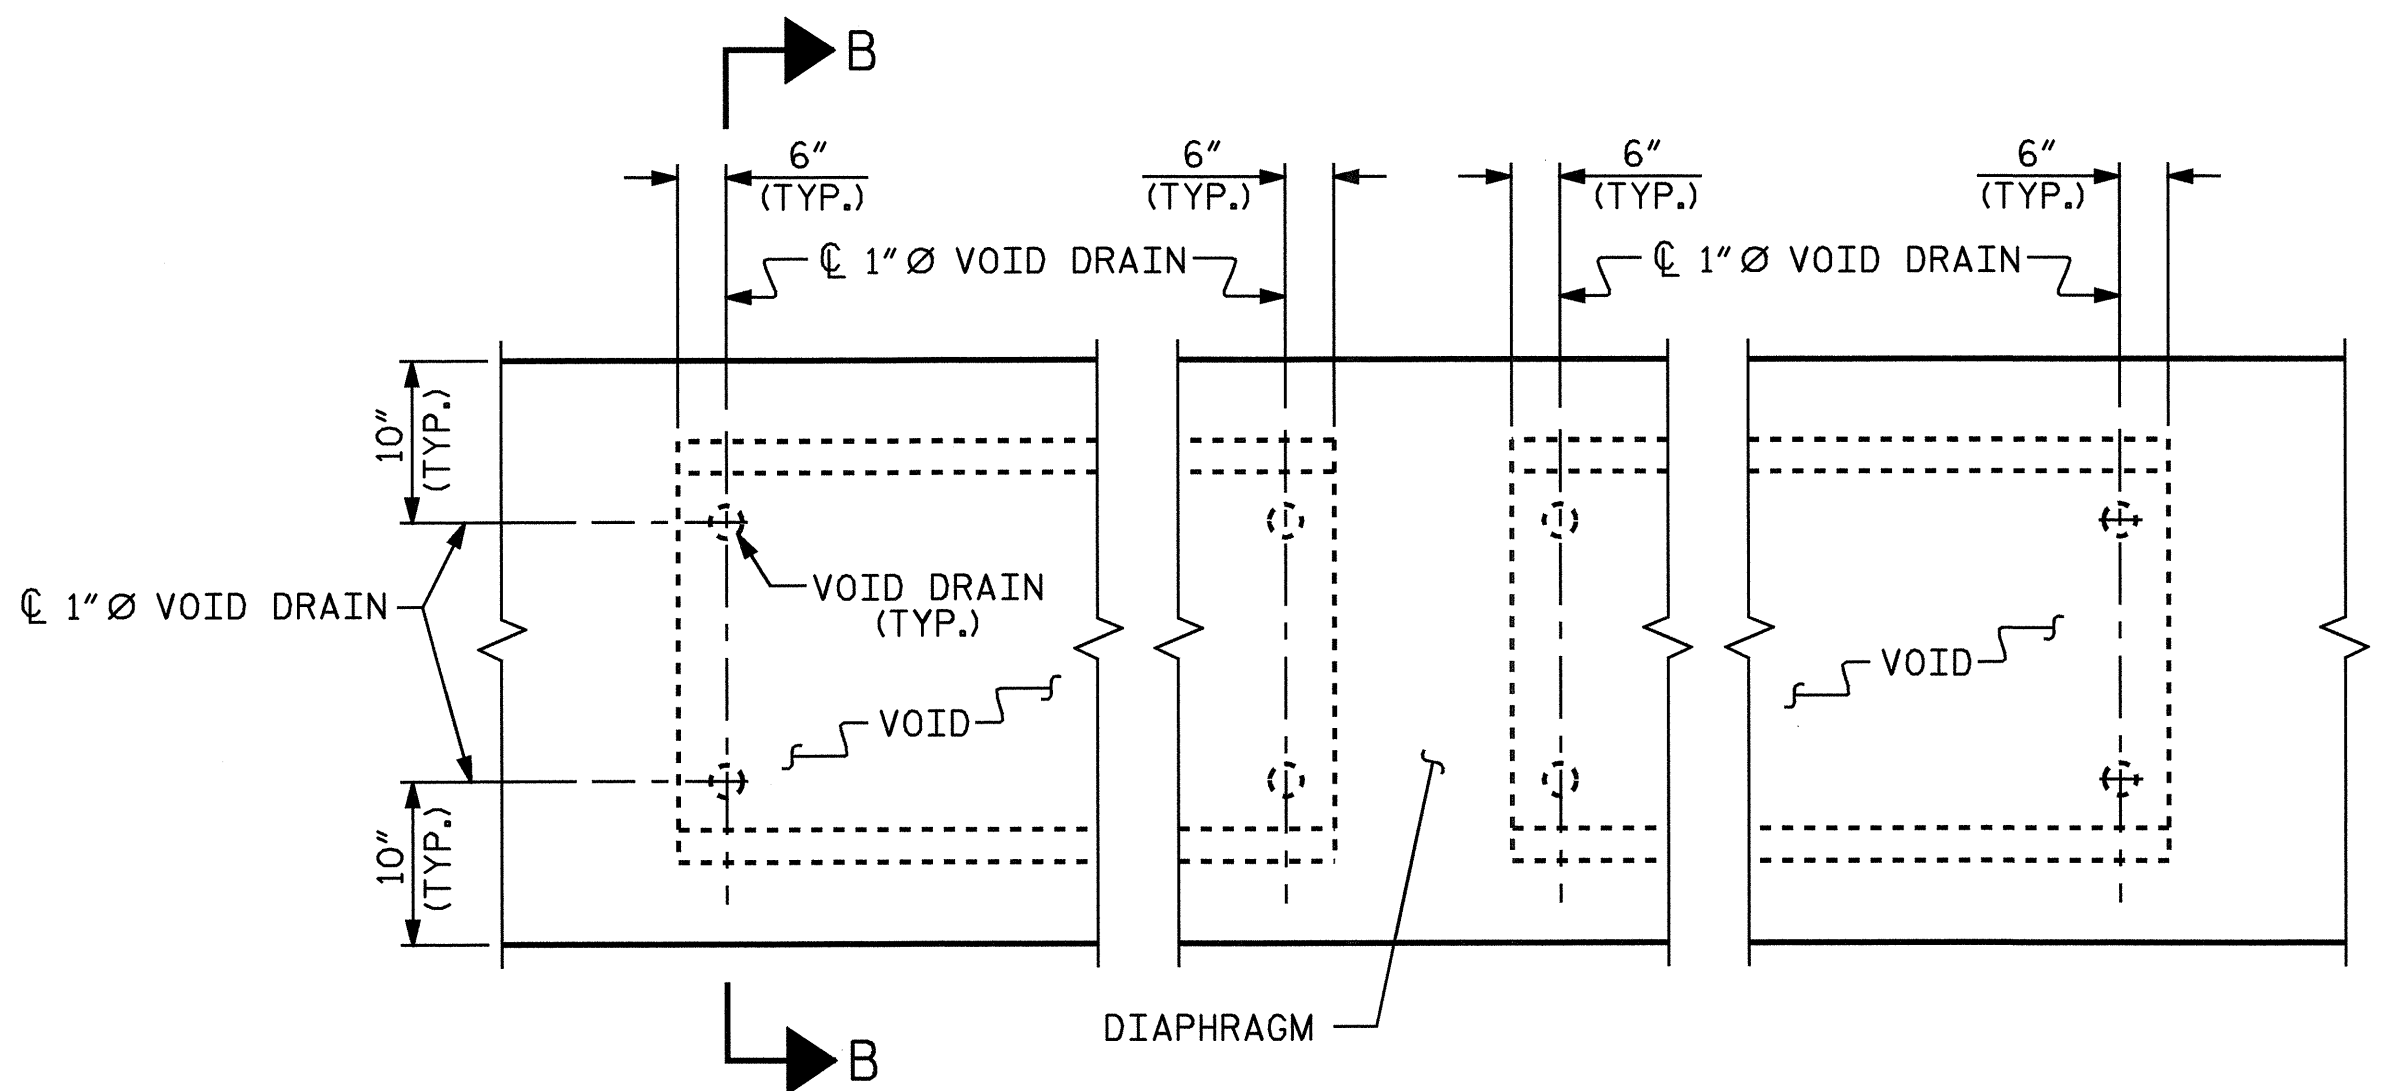 B
6" 6" 6" 6"
(TYP.) (TYP.) (TYP.) (TYP.)
℄ 1"Ø VOID DRAIN ℄ 1"Ø VOID DRAIN
10"
(TYP.)
℄ 1"Ø VOID DRAIN
VOID DRAIN
(TYP.)
VOID
VOID
10"
(TYP.)
DIAPHRAGM
B